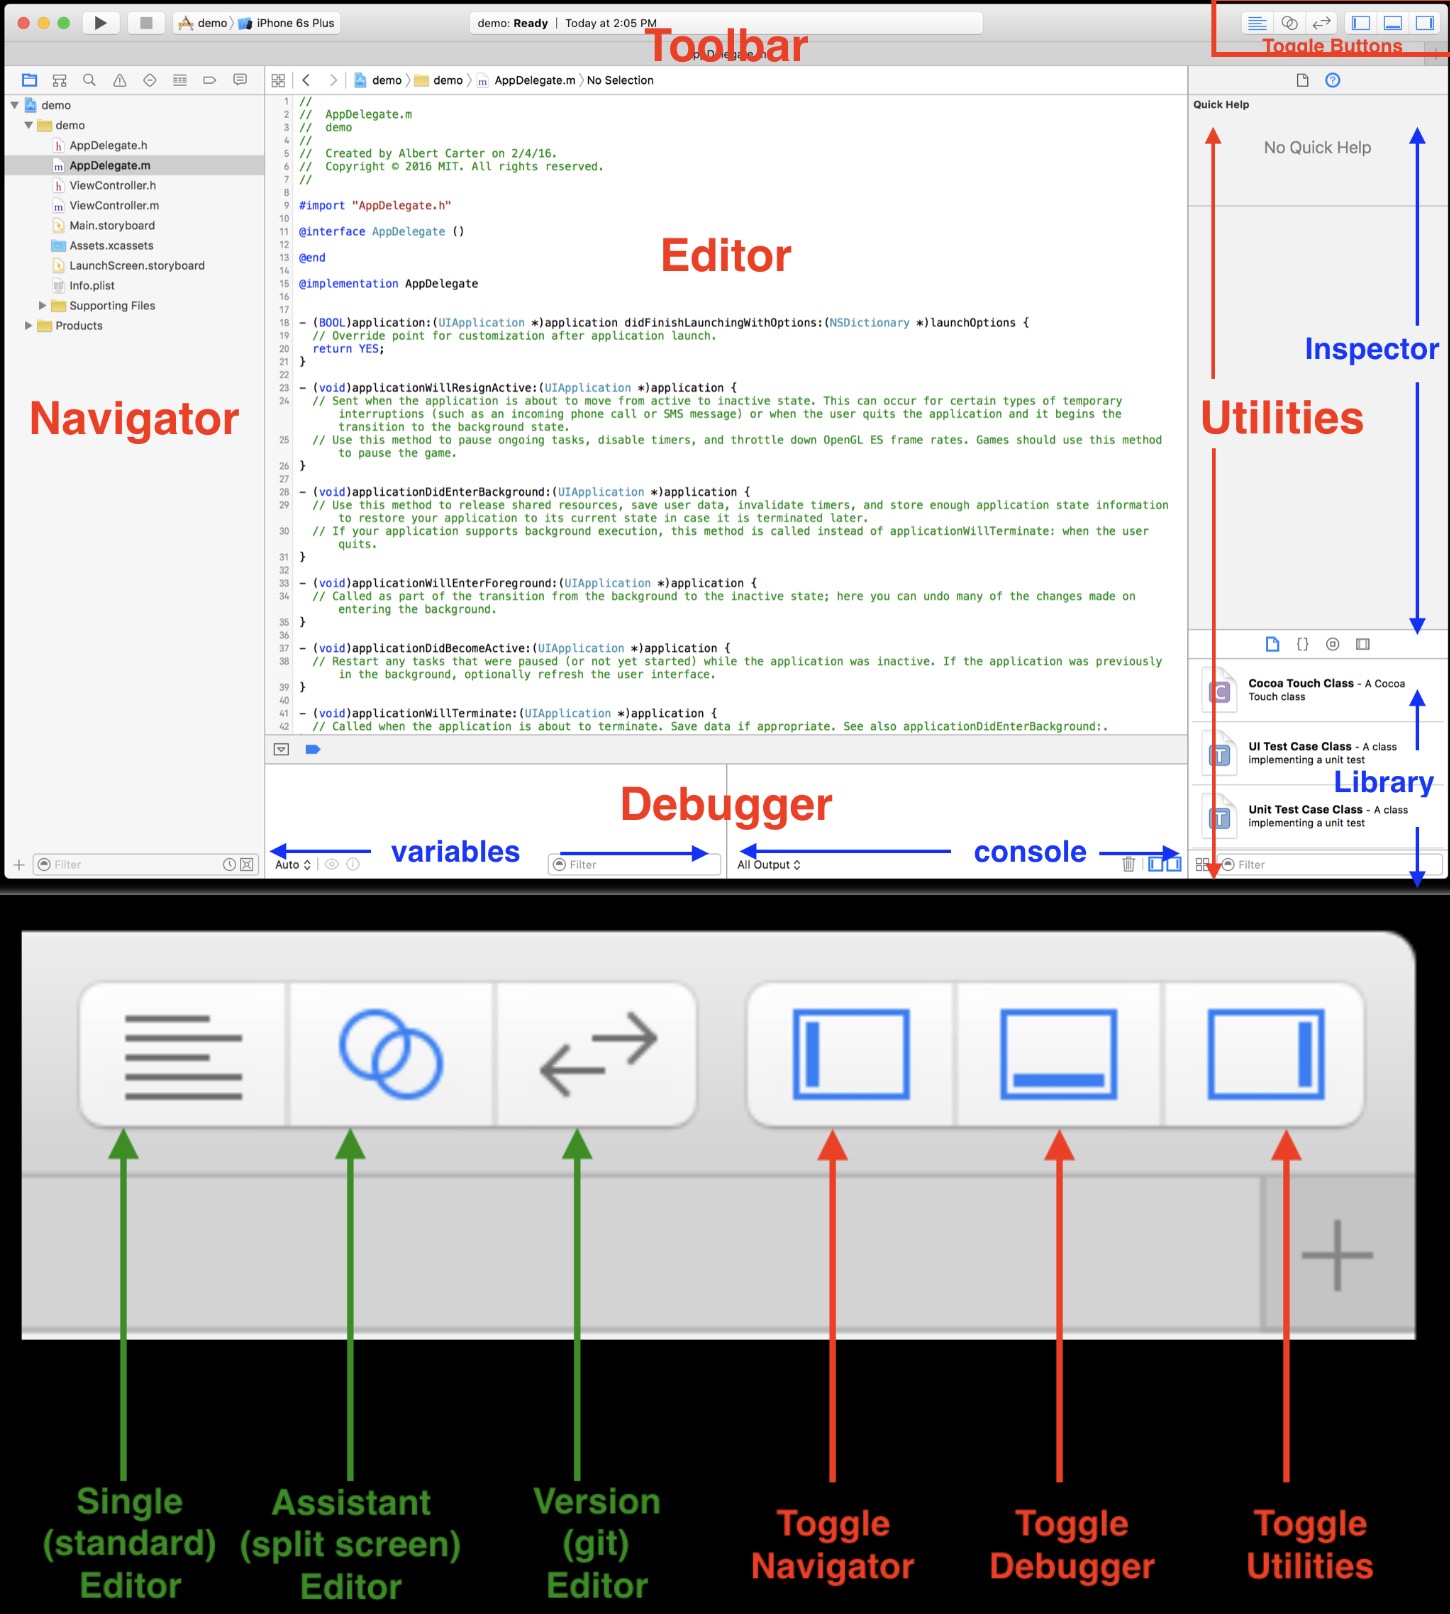 demo iPhone 6s Plus
demo: Ready | Today at 2:05 PM
Toolbar
Toggle Buttons
demo
demo
AppDelegate.h
AppDelegate.m
ViewController.h
ViewController.m
Main.storyboard
Assets.xcassets
LaunchScreen.storyboard
Info.plist
Supporting Files
Products
Navigator
Filter
demo demo AppDelegate.m No Selection
1 //
2 //  AppDelegate.m
3 //  demo
4 //
5 //  Created by Albert Carter on 2/4/16.
6 //  Copyright © 2016 MIT. All rights reserved.
7 //
8
9 #import "AppDelegate.h"
10
11 @interface AppDelegate ()
12
13 @end
14
15 @implementation AppDelegate
16
17
18 - (BOOL)application:(UIApplication *)application didFinishLaunchingWithOptions:(NSDictionary *)launchOptions {
19 // Override point for customization after application launch.
20 return YES;
21 }
22
23 - (void)applicationWillResignActive:(UIApplication *)application {
24 // Sent when the application is about to move from active to inactive state. This can occur for certain types of temporary
interruptions (such as an incoming phone call or SMS message) or when the user quits the application and it begins the
transition to the background state.
25 // Use this method to pause ongoing tasks, disable timers, and throttle down OpenGL ES frame rates. Games should use this method
to pause the game.
26 }
27
28 - (void)applicationDidEnterBackground:(UIApplication *)application {
29 // Use this method to release shared resources, save user data, invalidate timers, and store enough application state information
to restore your application to its current state in case it is terminated later.
30 // If your application supports background execution, this method is called instead of applicationWillTerminate: when the user
quits.
31 }
32
33 - (void)applicationWillEnterForeground:(UIApplication *)application {
34 // Called as part of the transition from the background to the inactive state; here you can undo many of the changes made on
entering the background.
35 }
36
37 - (void)applicationDidBecomeActive:(UIApplication *)application {
38 // Restart any tasks that were paused (or not yet started) while the application was inactive. If the application was previously
in the background, optionally refresh the user interface.
39 }
40
41 - (void)applicationWillTerminate:(UIApplication *)application {
42 // Called when the application is about to terminate. Save data if appropriate. See also applicationDidEnterBackground:.
Editor
Debugger
variables
console
Auto
Filter
All Output
Quick Help
No Quick Help
Inspector
Utilities
{}
C
Cocoa Touch Class - A Cocoa
Touch class
T
UI Test Case Class - A class
implementing a unit test
Library
T
Unit Test Case Class - A class
implementing a unit test
Filter
Single
(standard)
Editor
Assistant
(split screen)
Editor
Version
(git)
Editor
Toggle
Navigator
Toggle
Debugger
Toggle
Utilities